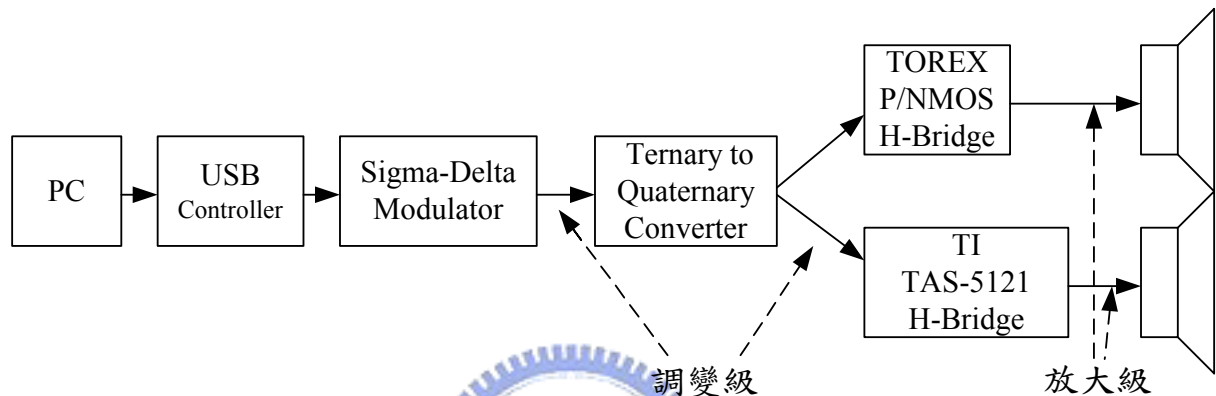 PC
USB
Controller
Sigma-Delta
Modulator
Ternary to
Quaternary
Converter
TOREX
P/NMOS
H-Bridge
TI
TAS-5121
H-Bridge
調變級
放大級